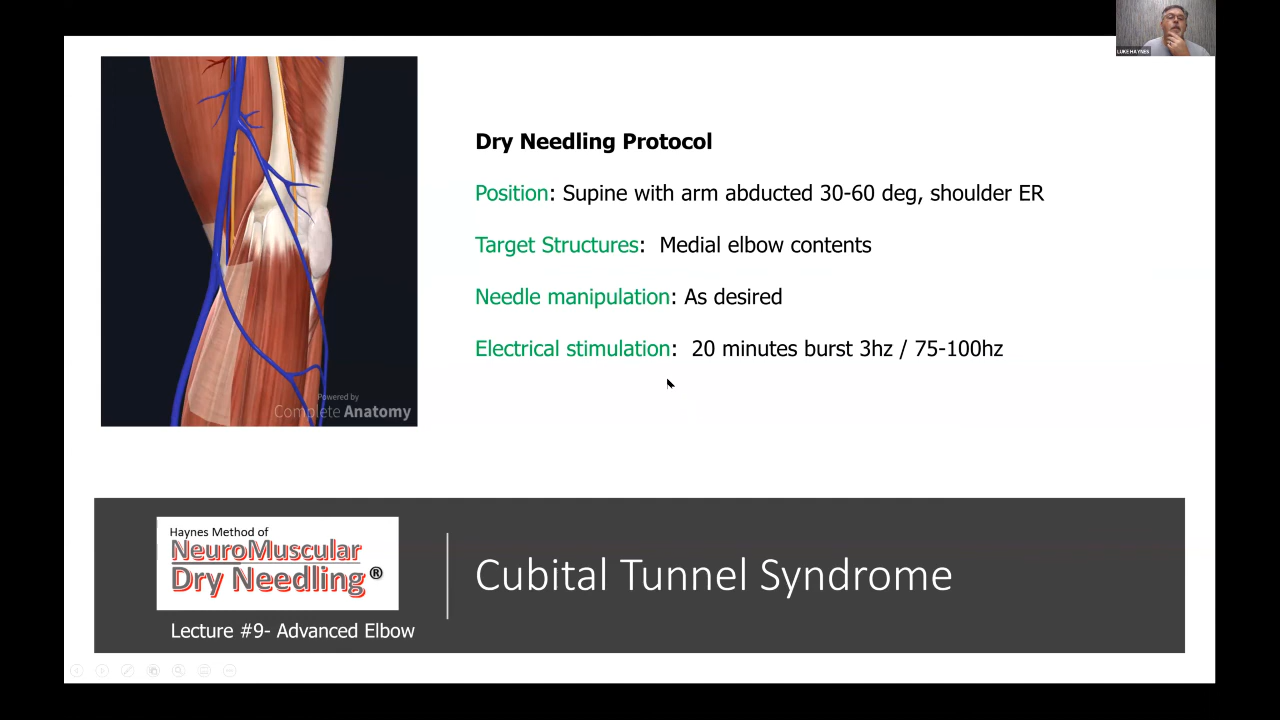 LUKE HAYNES
Dry Needling Protocol
Position: Supine with arm abducted 30-60 deg, shoulder ER
Target Structures:  Medial elbow contents
Needle manipulation: As desired
Electrical stimulation:  20 minutes burst 3hz / 75-100hz
Powered by
Complete Anatomy
Haynes Method of
NeuroMuscular
Dry Needling®
Lecture #9- Advanced Elbow
Cubital Tunnel Syndrome